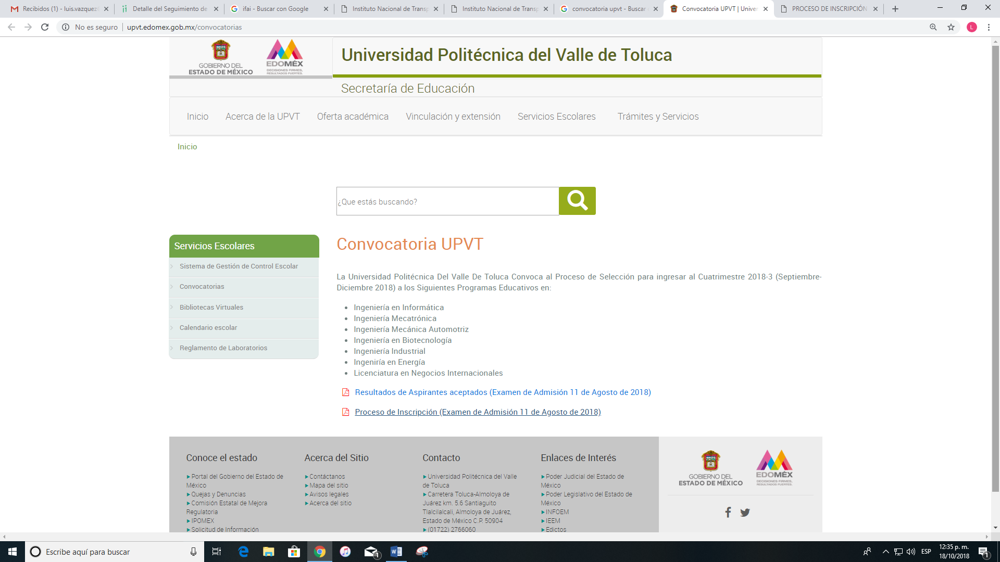 Recibidos (1) - luis.vazquez
Detalle del Seguimiento de
ifai - Buscar con Google
Instituto Nacional de Transp
Instituto Nacional de Transp
convocatoria upvt - Buscar
Convocatoria UPVT | Univer
PROCESO DE INSCRIPCIÓN
No es seguro
upvt.edomex.gob.mx/convocatorias
L
GOBIERNO DEL
ESTADO DE MÉXICO
EDOMÉX
DECISIONES FIRMES,
RESULTADOS FUERTES.
Universidad Politécnica del Valle de Toluca
Secretaría de Educación
Inicio Acerca de la UPVT Oferta académica Vinculación y extensión Servicios Escolares Trámites y Servicios
Inicio
¿Que estás buscando?
Servicios Escolares
Sistema de Gestión de Control Escolar
Convocatorias
Bibliotecas Virtuales
Calendario escolar
Reglamento de Laboratorios
Convocatoria UPVT
La Universidad Politécnica Del Valle De Toluca Convoca al Proceso de Selección para ingresar al Cuatrimestre 2018-3 (Septiembre-
Diciembre 2018) a los Siguientes Programas Educativos en:
Ingeniería en Informática
Ingeniería Mecatrónica
Ingeniería Mecánica Automotriz
Ingeniería en Biotecnología
Ingeniería Industrial
Ingeniría en Energía
Licenciatura en Negocios Internacionales
Resultados de Aspirantes aceptados (Examen de Admisión 11 de Agosto de 2018)
Proceso de Inscripción (Examen de Admisión 11 de Agosto de 2018)
Conoce el estado
Portal del Gobierno del Estado de
México
Quejas y Denuncias
Comisión Estatal de Mejora
Regulatoria
IPOMEX
Solicitud de Información
Acerca del Sitio
Contáctanos
Mapa del sitio
Avisos legales
Acerca del sitio
Contacto
Universidad Politécnica del Valle
de Toluca
Carretera Toluca-Almoloya de
Juárez km. 5.6 Santiaguito
Tlalcilalcali, Almoloya de Juárez,
Estado de México C.P. 50904
(01722) 2766060
Enlaces de Interés
Poder Judicial del Estado de
México
Poder Legislativo del Estado de
México
INFOEM
IEEM
Edictos
GOBIERNO DEL
ESTADO DE MÉXICO
EDOMÉX
DECISIONES FIRMES,
RESULTADOS FUERTES.
Escribe aquí para buscar
1
ESP
12:35 p. m.
18/10/2018
1